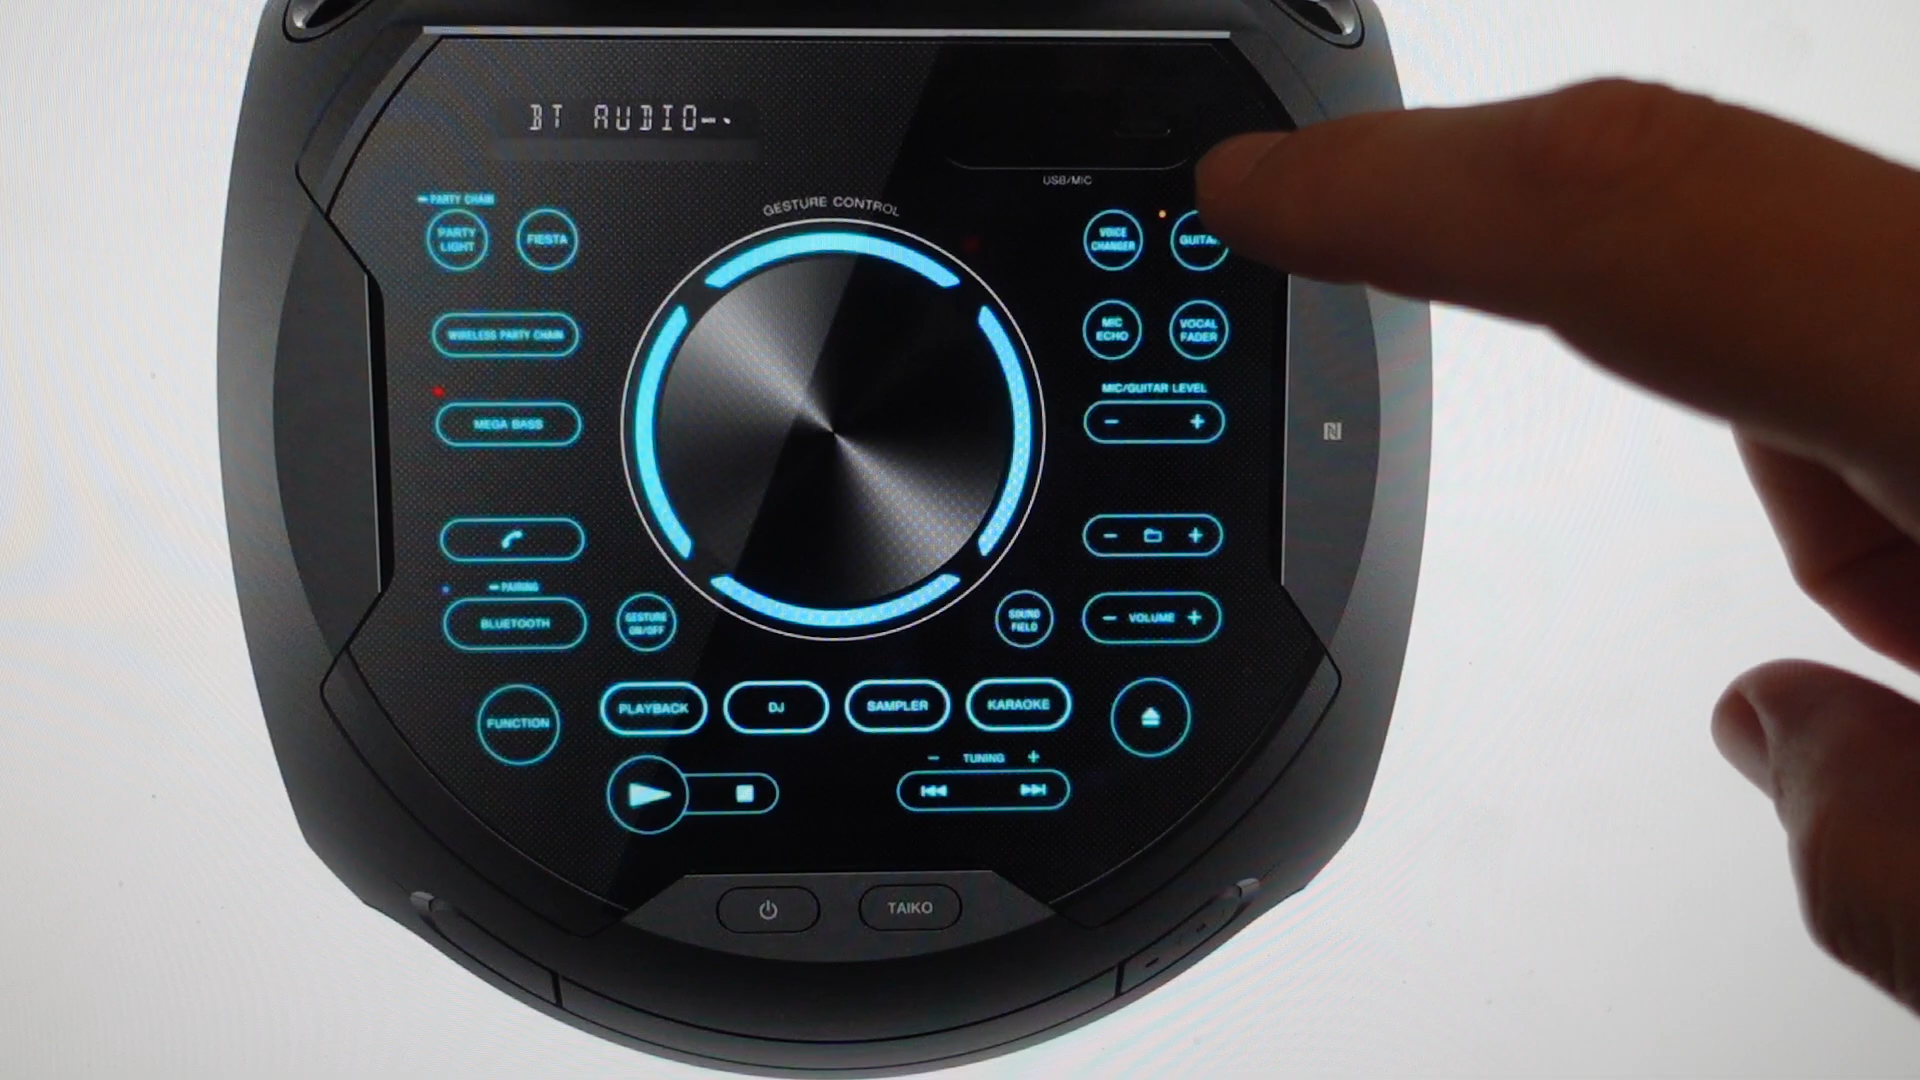 BT AUDIO
USB/MIC
GESTURE CONTROL
PARTY CHAIN
PARTY
LIGHT
FIESTA
VOICE
CHANGER
GUITAR
WIRELESS PARTY CHAIN
MIC
ECHO
VOCAL
FADER
MEGA BASS
MIC/GUITAR LEVEL
- +
- +
PAIRING
BLUETOOTH
GESTURE
ON/OFF
SOUND
FIELD
- VOLUME +
FUNCTION
PLAYBACK
DJ
SAMPLER
KARAOKE
- TUNING +
TAIKO